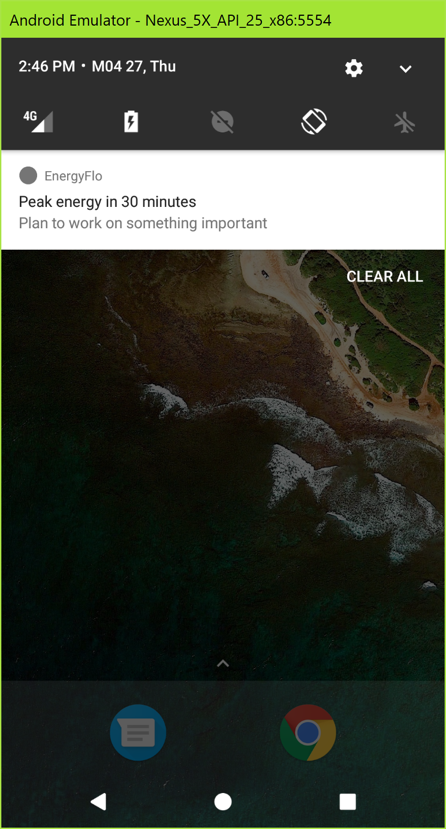 Android Emulator - Nexus_5X_API_25_x86:5554
2:46 PM • M04 27, Thu
4G
EnergyFlo
Peak energy in 30 minutes
Plan to work on something important
CLEAR ALL